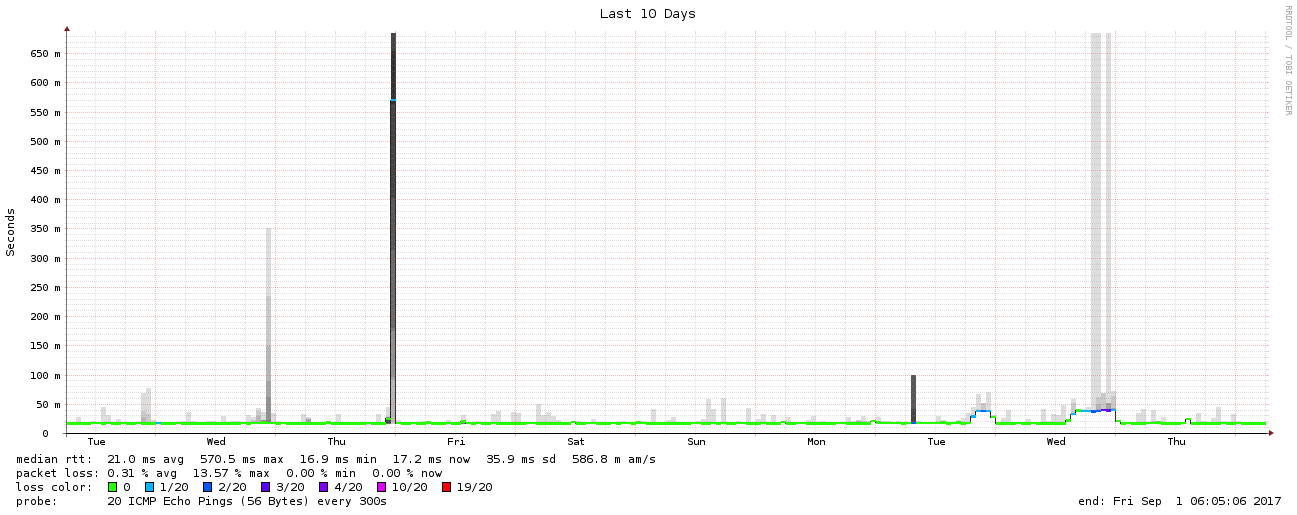 Last 10 Days
RRDTOOL / TOBI OETIKER
Seconds
650 m
600 m
550 m
500 m
450 m
400 m
350 m
300 m
250 m
200 m
150 m
100 m
50 m
0
Tue Wed Thu Fri Sat Sun Mon Tue Wed Thu
median rtt: 21.0 ms avg 570.5 ms max 16.9 ms min 17.2 ms now 35.9 ms sd 586.8 m am/s
packet loss: 0.31 % avg 13.57 % max 0.00 % min 0.00 % now
loss color: 0 1/20 2/20 3/20 4/20 10/20 19/20
probe: 20 ICMP Echo Pings (56 Bytes) every 300s end: Fri Sep 1 06:05:06 2017